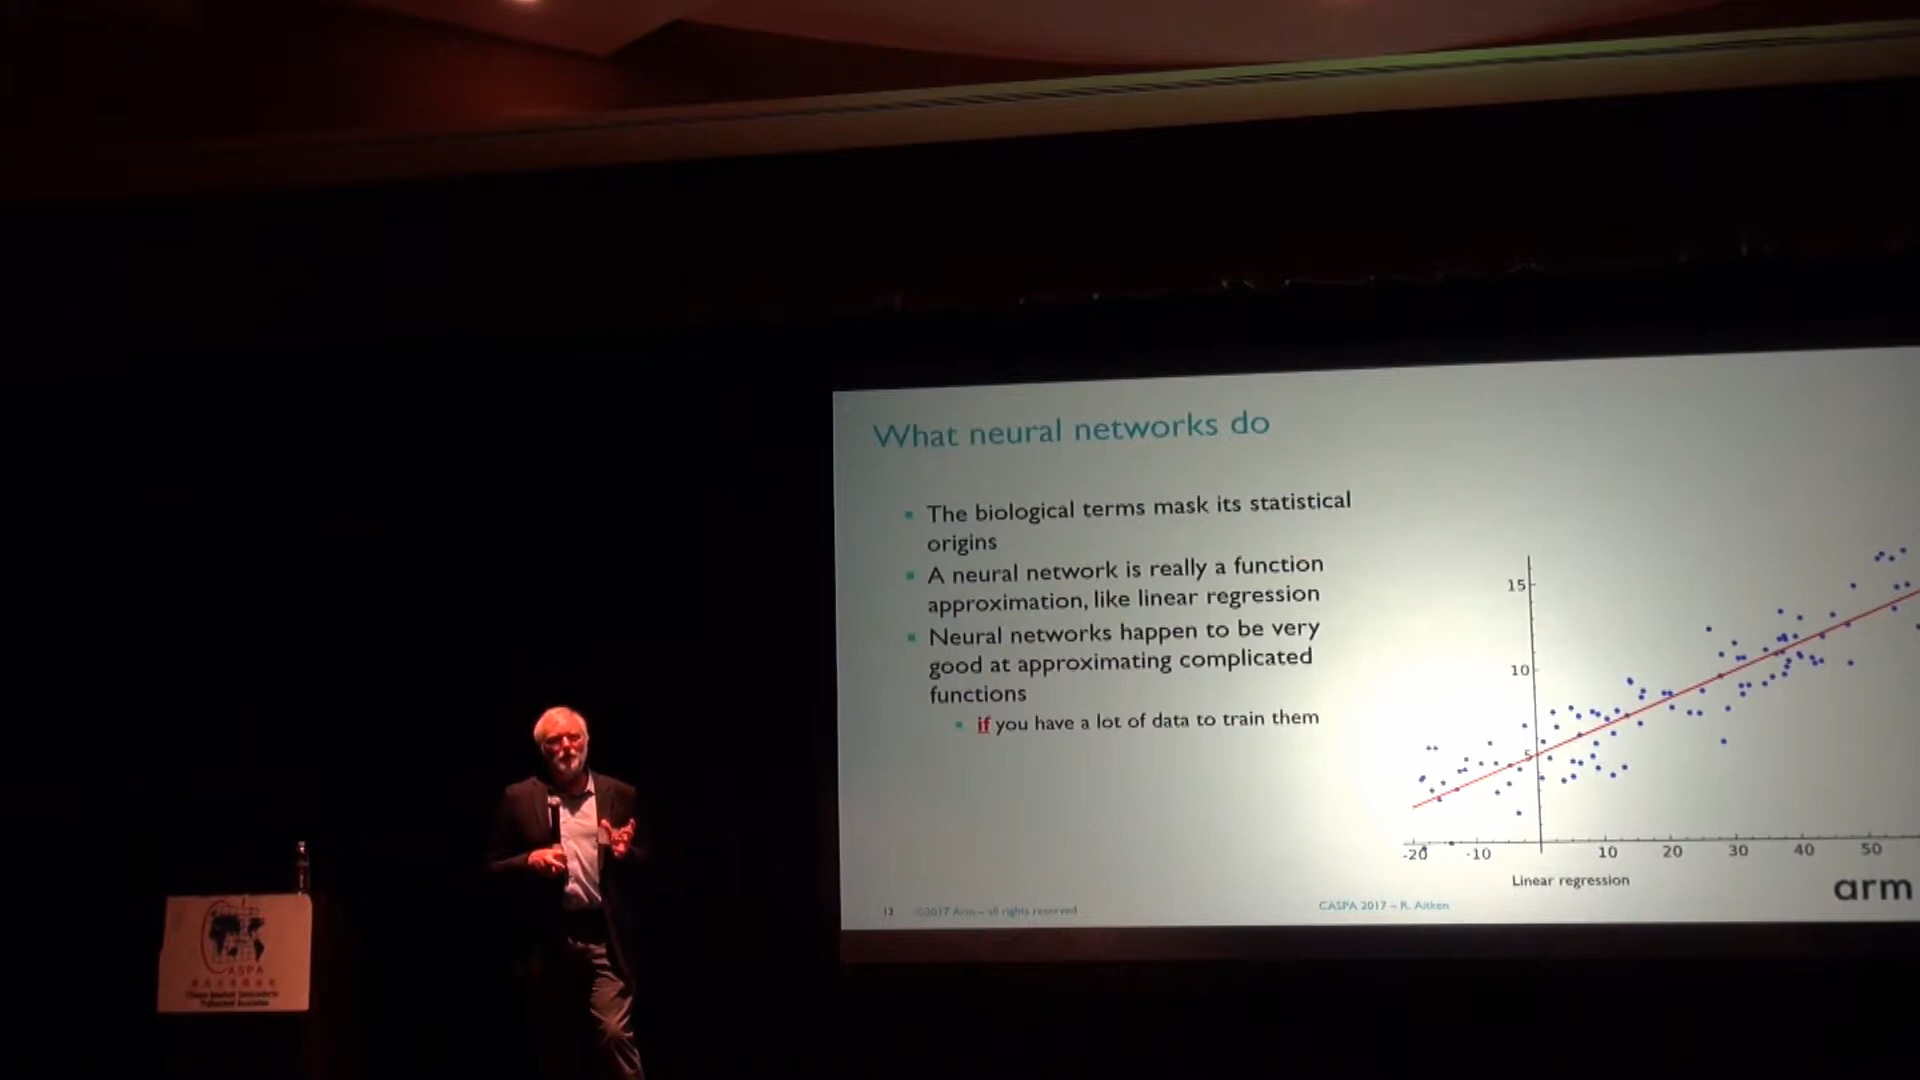 What neural networks do
The biological terms mask its statistical
origins
A neural network is really a function
approximation, like linear regression
Neural networks happen to be very
good at approximating complicated
functions
if you have a lot of data to train them
15
10
5
-20 -10 10 20 30 40 50
Linear regression
arm
©2017 Arm – all rights reserved
CASPA 2017 – R. Aitken
CASPA
Professional Association